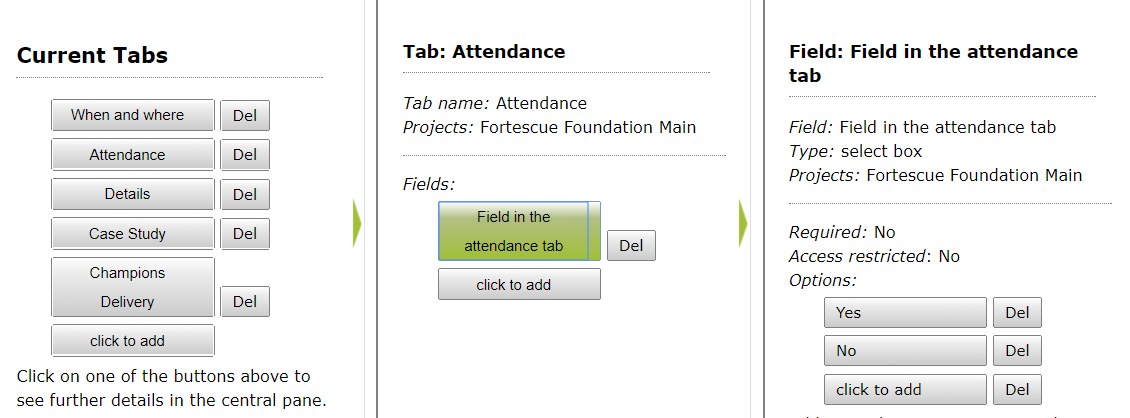 Current Tabs
When and where Del
Attendance Del
Details Del
Case Study Del
Champions
Delivery Del
click to add
Click on one of the buttons above to
see further details in the central pane.
Tab: Attendance
Tab name: Attendance
Projects: Fortescue Foundation Main
Fields:
Field in the
attendance tab Del
click to add
Field: Field in the attendance
tab
Field: Field in the attendance tab
Type: select box
Projects: Fortescue Foundation Main
Required: No
Access restricted: No
Options:
Yes Del
No Del
click to add Del